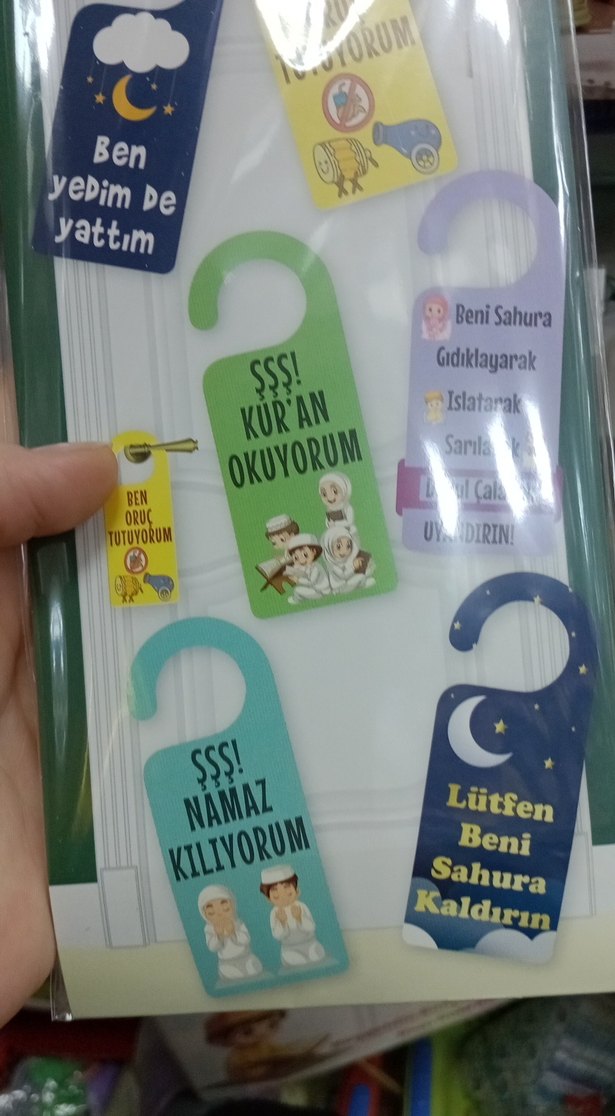 Ben
yedim de
yattım
ORUÇ
TUTUYORUM
ŞŞŞ!
KUR'AN
OKUYORUM
Beni Sahura
Gıdıklayarak
Islatarak
UYANDIRIN!
BEN
ORUÇ
TUTUYORUM
ŞŞŞ!
NAMAZ
KILIYORUM
Lütfen
Beni
Sahura
Kaldırın